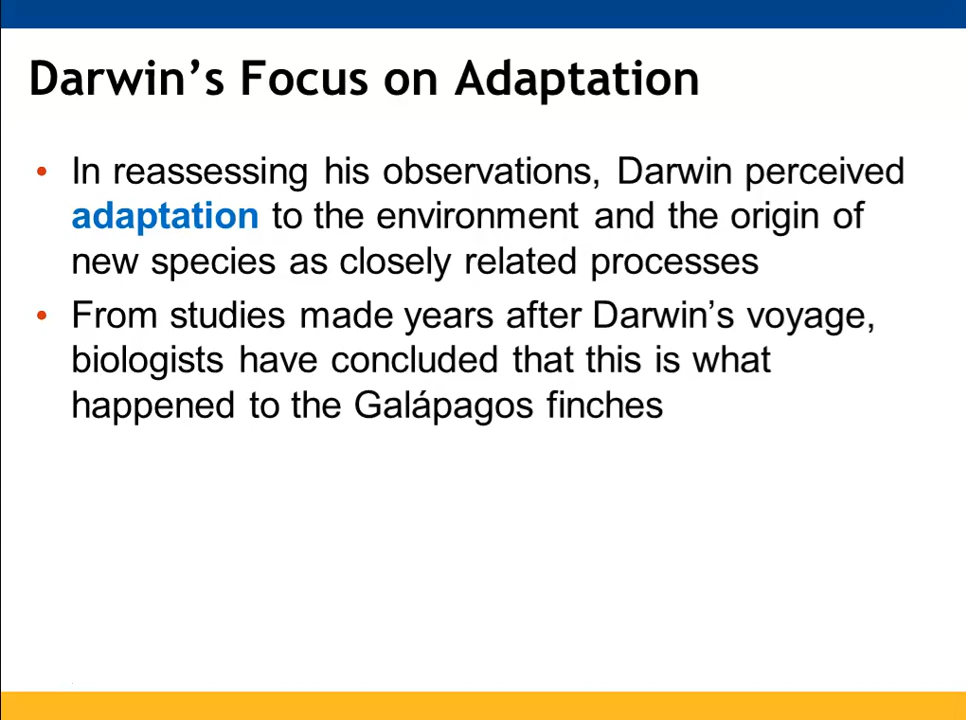 Darwin’s Focus on Adaptation
• In reassessing his observations, Darwin perceived
adaptation to the environment and the origin of
new species as closely related processes
• From studies made years after Darwin’s voyage,
biologists have concluded that this is what
happened to the Galápagos finches